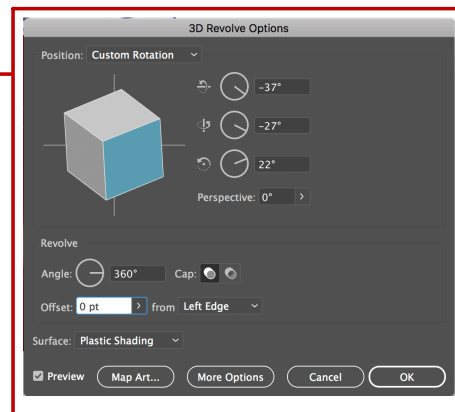 3D Revolve Options
Position: Custom Rotation
-37°
-27°
22°
Perspective: 0°
Revolve
Angle: 360° Cap:
Offset: 0 pt from Left Edge
Surface: Plastic Shading
Preview Map Art... More Options Cancel OK